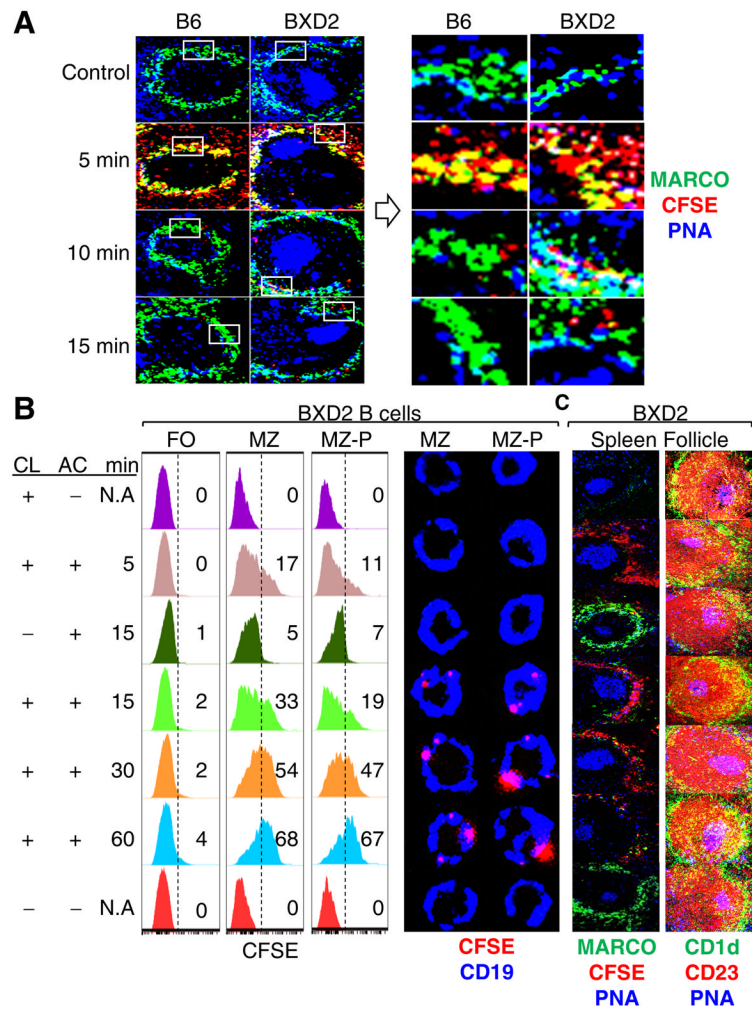 A
B6 BXD2 B6 BXD2
Control
5 min
10 min
15 min
MARCO
CFSE
PNA
B
BXD2 B cells
FO MZ MZ-P MZ MZ-P
CL AC min
+ − N.A 0 0 0
+ + 5 0 17 11
− + 15 1 5 7
+ + 15 2 33 19
+ + 30 2 54 47
+ + 60 4 68 67
− − N.A 0 0 0
CFSE
CFSE
CD19
C
BXD2
Spleen Follicle
MARCO CD1d
CFSE CD23
PNA PNA